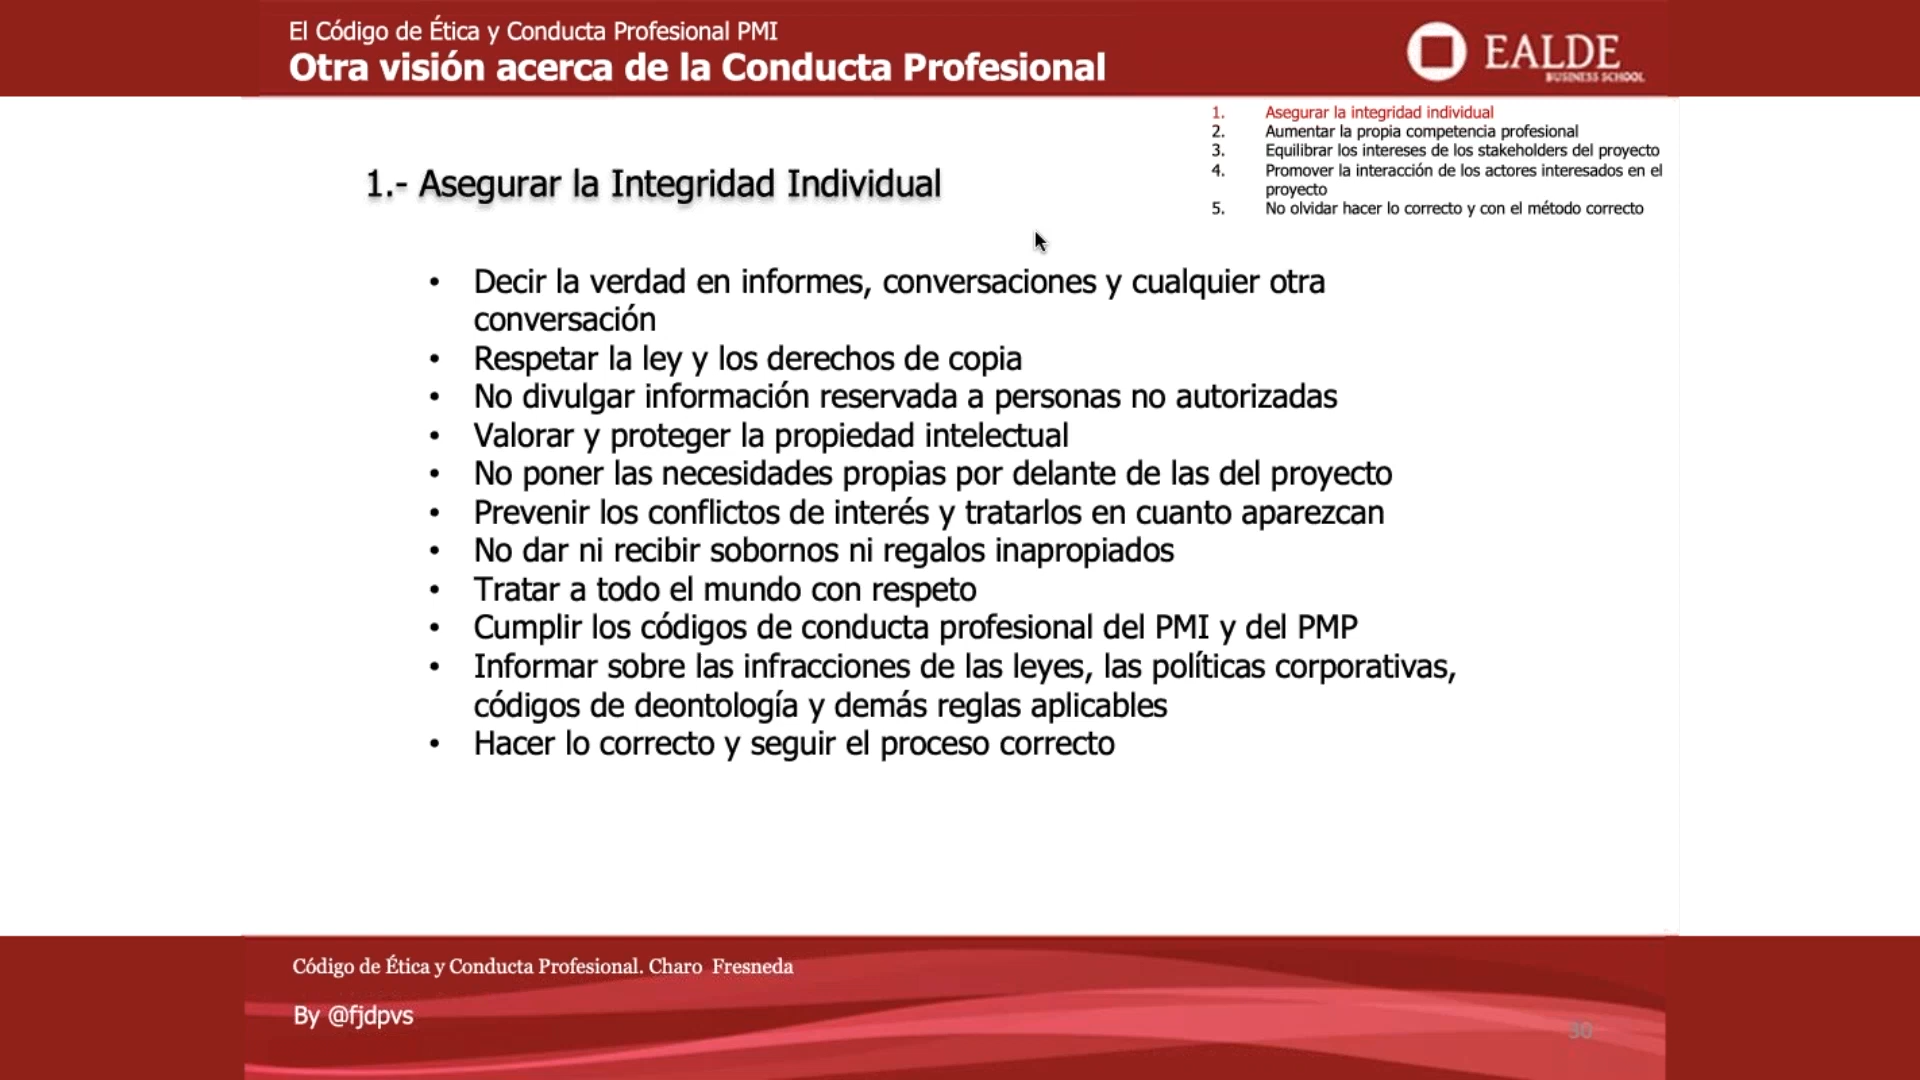 El Código de Ética y Conducta Profesional PMI
Otra visión acerca de la Conducta Profesional
EALDE
BUSINESS SCHOOL
1. Asegurar la integridad individual
2. Aumentar la propia competencia profesional
3. Equilibrar los intereses de los stakeholders del proyecto
4. Promover la interacción de los actores interesados en el
proyecto
5. No olvidar hacer lo correcto y con el método correcto
1.- Asegurar la Integridad Individual
• Decir la verdad en informes, conversaciones y cualquier otra
conversación
• Respetar la ley y los derechos de copia
• No divulgar información reservada a personas no autorizadas
• Valorar y proteger la propiedad intelectual
• No poner las necesidades propias por delante de las del proyecto
• Prevenir los conflictos de interés y tratarlos en cuanto aparezcan
• No dar ni recibir sobornos ni regalos inapropiados
• Tratar a todo el mundo con respeto
• Cumplir los códigos de conducta profesional del PMI y del PMP
• Informar sobre las infracciones de las leyes, las políticas corporativas,
códigos de deontología y demás reglas aplicables
• Hacer lo correcto y seguir el proceso correcto
Código de Ética y Conducta Profesional. Charo Fresneda
By @fjdpvs
30